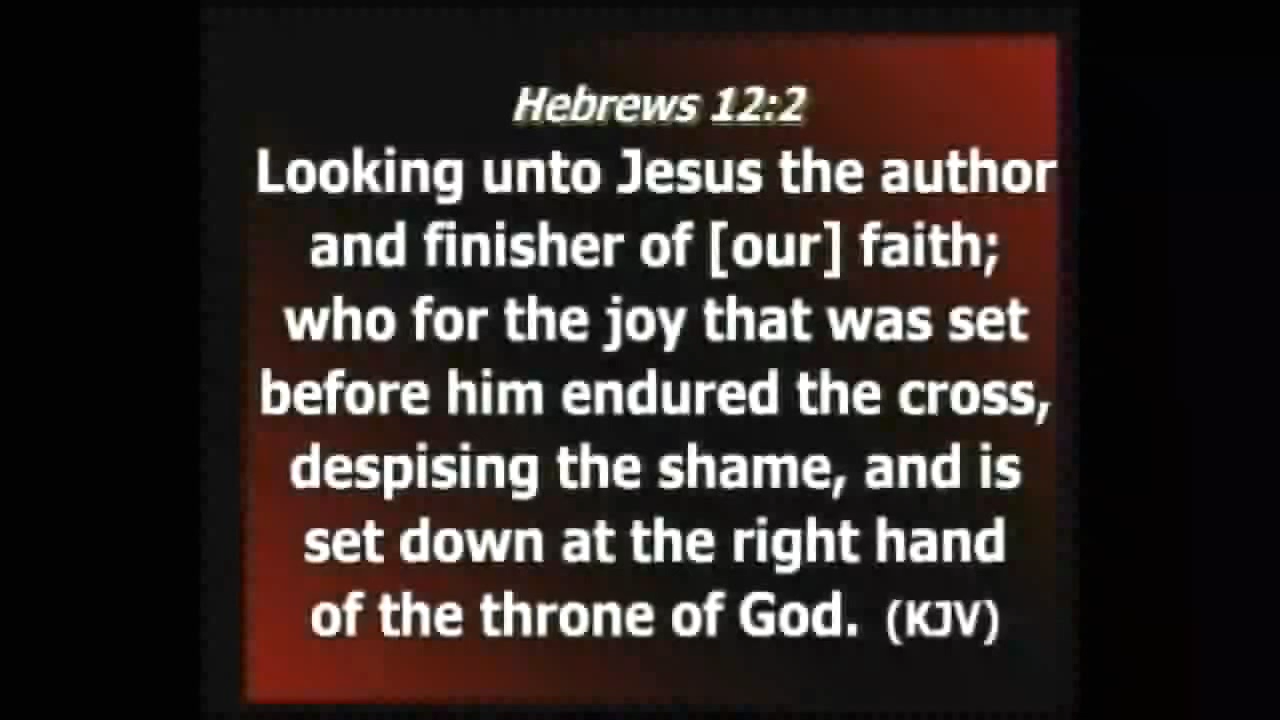 Hebrews 12:2
Looking unto Jesus the author
and finisher of [our] faith;
who for the joy that was set
before him endured the cross,
despising the shame, and is
set down at the right hand
of the throne of God. (KJV)